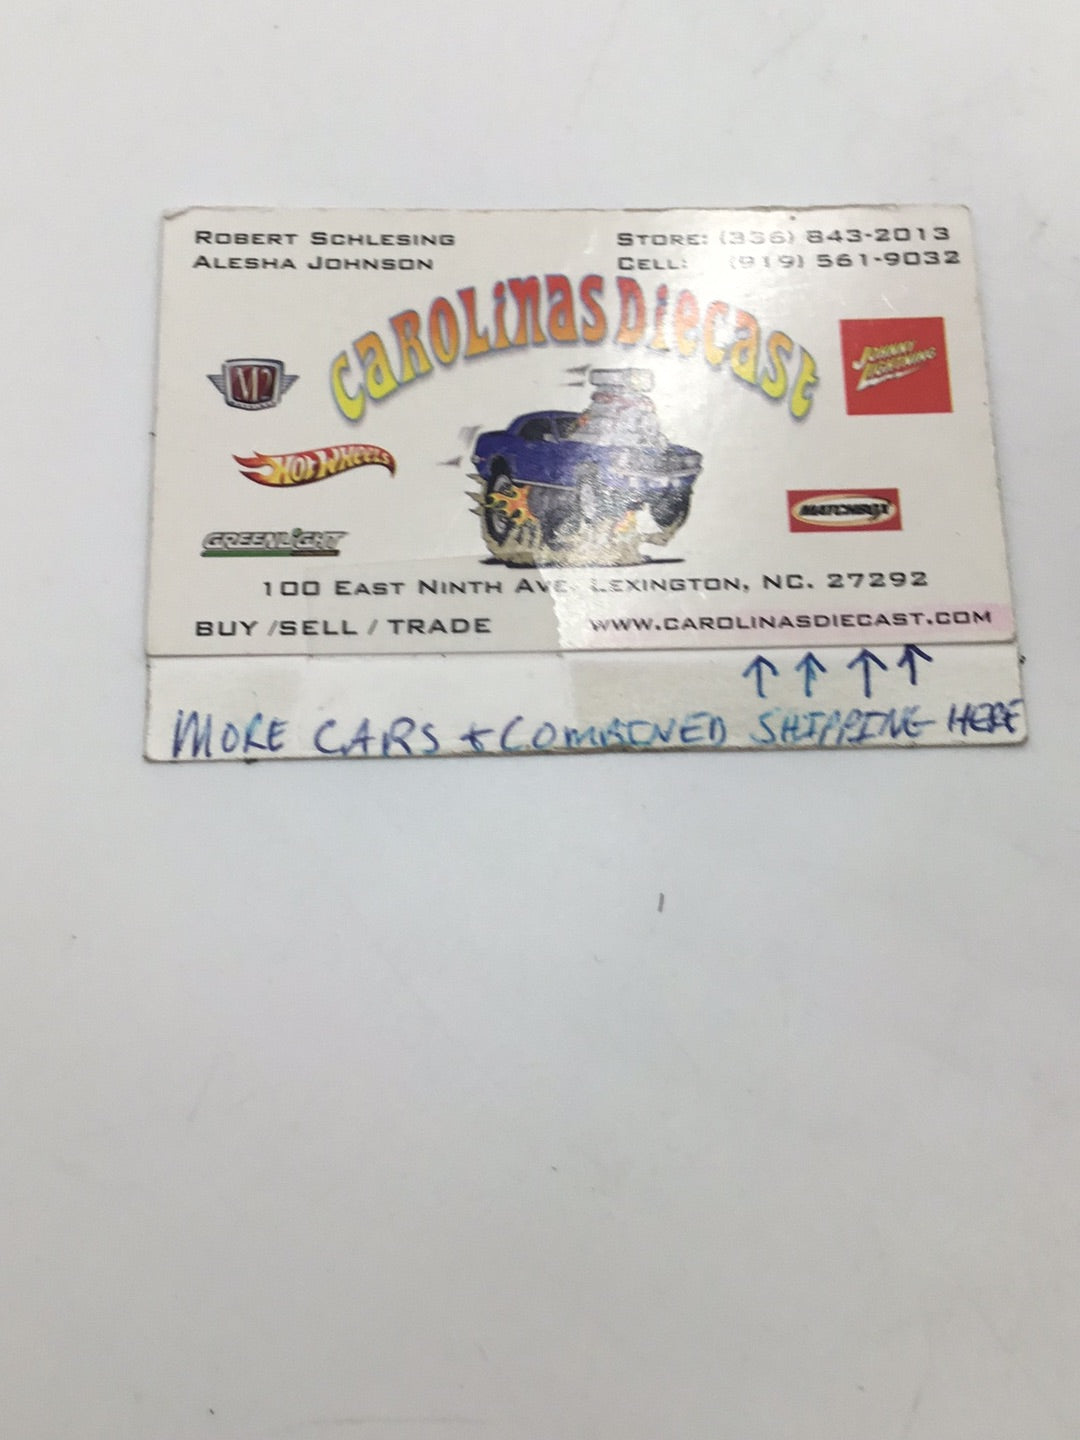 ROBERT SCHLESING
ALESHA JOHNSON
STORE: (336) 843-2013
CELL: (919) 561-9032
CAROLINAS DIECAST
M2
JOHNNY
LIGHTNING
HOT WHEELS
MATCHBOX
GREENLIGHT
100 EAST NINTH AVE. LEXINGTON, NC. 27292
BUY /SELL / TRADE
WWW.CAROLINASDIECAST.COM
MORE CARS & COMBINED SHIPPING HERE